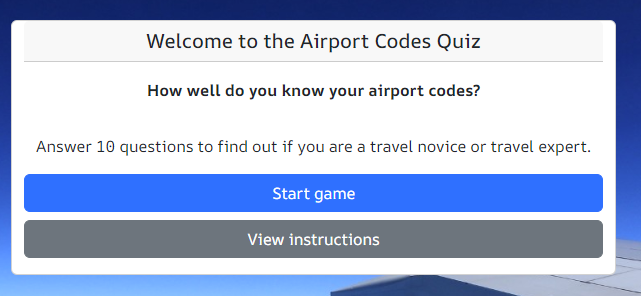 Welcome to the Airport Codes Quiz
How well do you know your airport codes?
Answer 10 questions to find out if you are a travel novice or travel expert.
Start game
View instructions